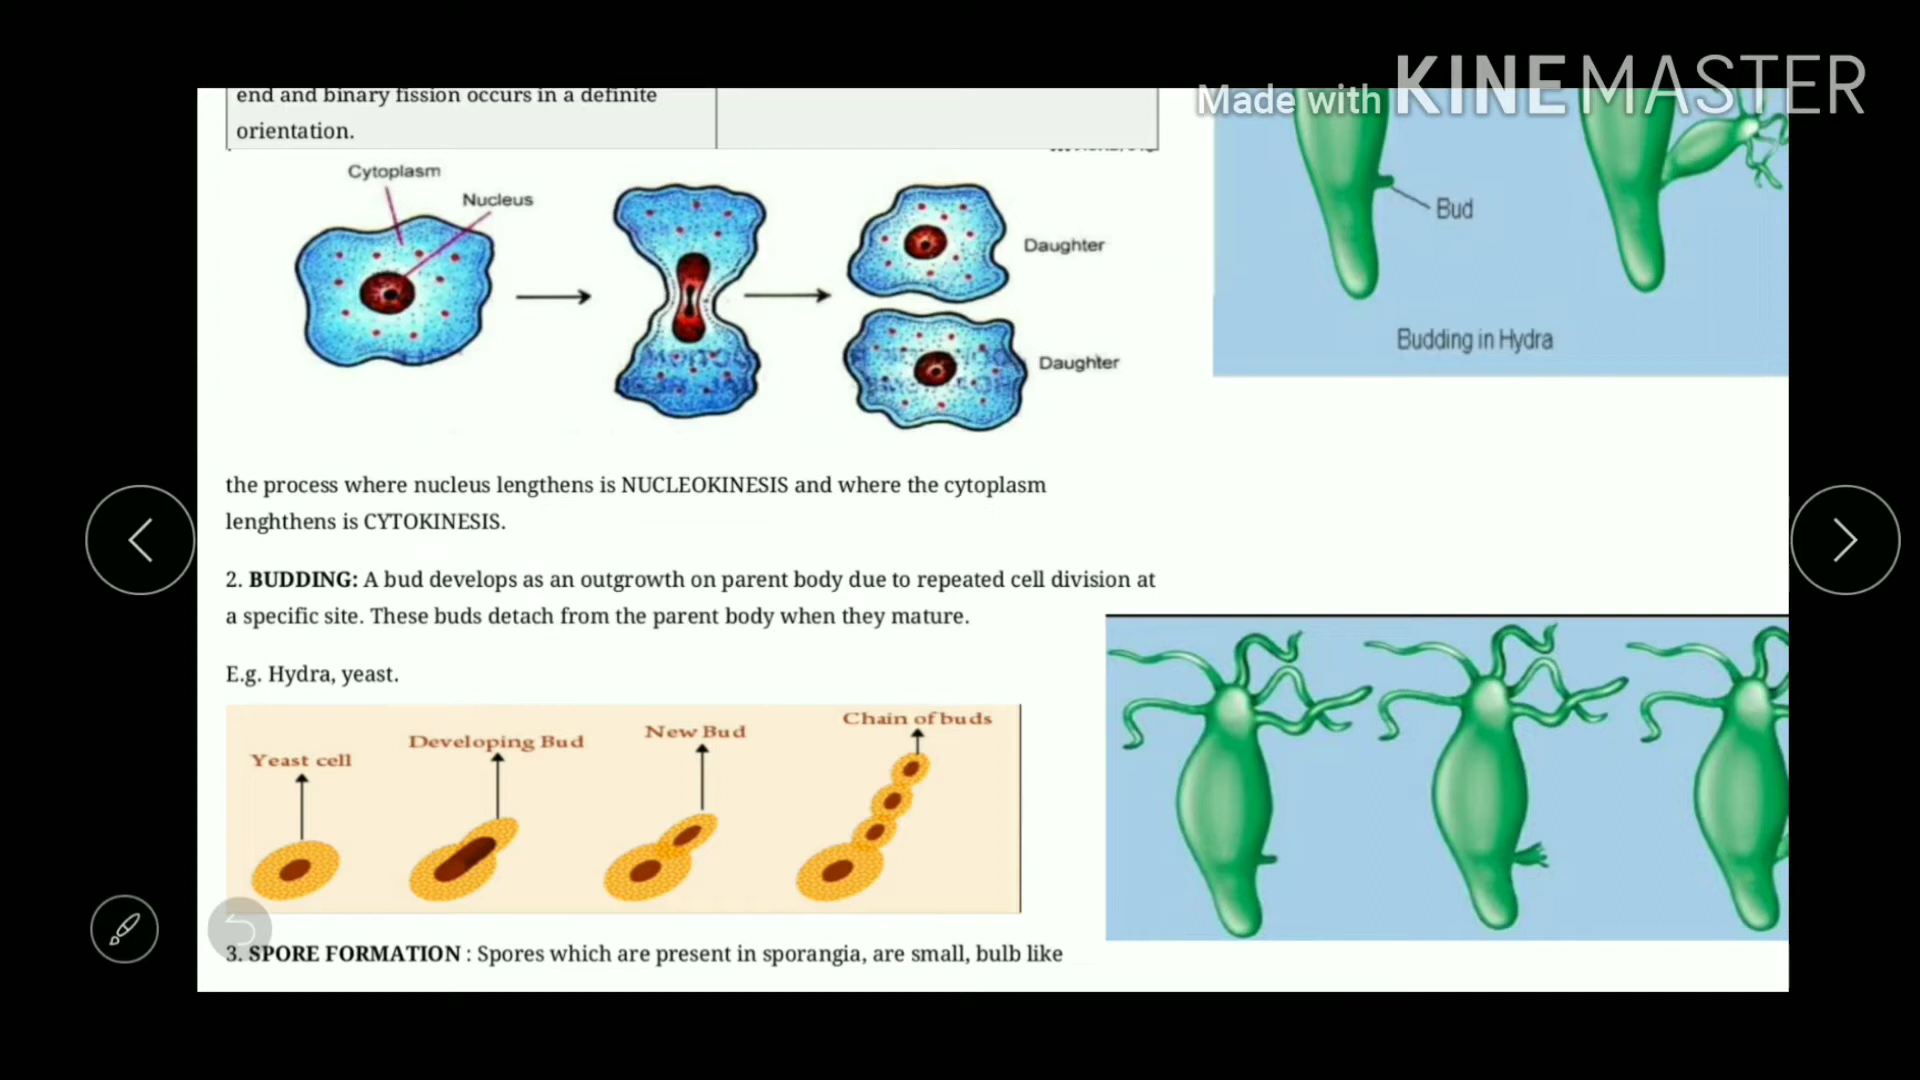 Made with KINEMASTER
end and binary fission occurs in a definite
orientation.
Cytoplasm
Nucleus
Daughter
Daughter
Bud
Budding in Hydra
the process where nucleus lengthens is NUCLEOKINESIS and where the cytoplasm
lenghthens is CYTOKINESIS.
2. BUDDING: A bud develops as an outgrowth on parent body due to repeated cell division at
a specific site. These buds detach from the parent body when they mature.
E.g. Hydra, yeast.
Yeast cell
Developing Bud
New Bud
Chain of buds
3. SPORE FORMATION : Spores which are present in sporangia, are small, bulb like